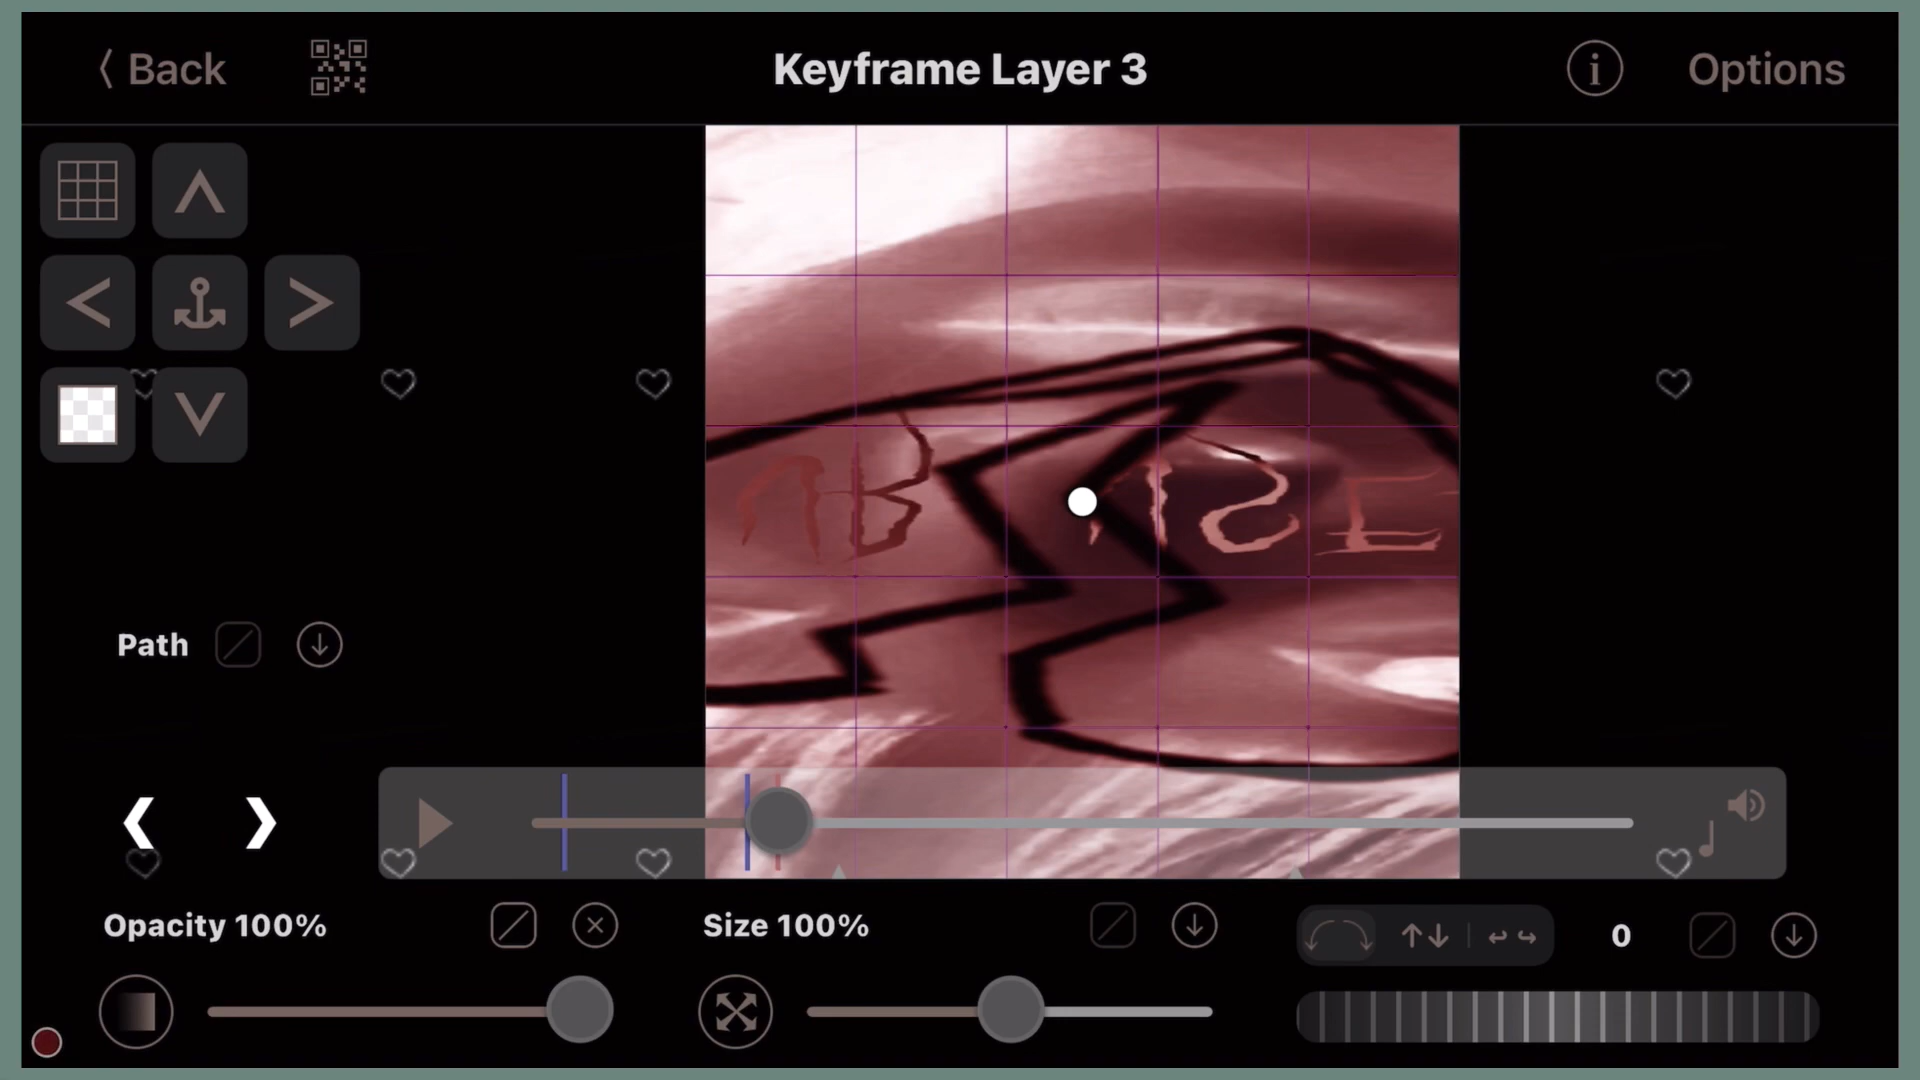 Back
Keyframe Layer 3
Options
Path
Opacity 100%
Size 100%
0